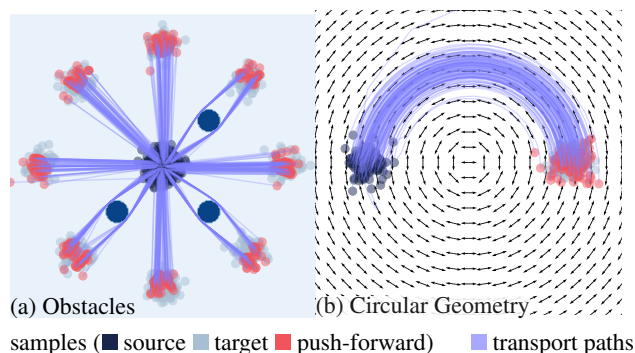 (a) Obstacles
(b) Circular Geometry
samples ( source target push-forward) transport paths